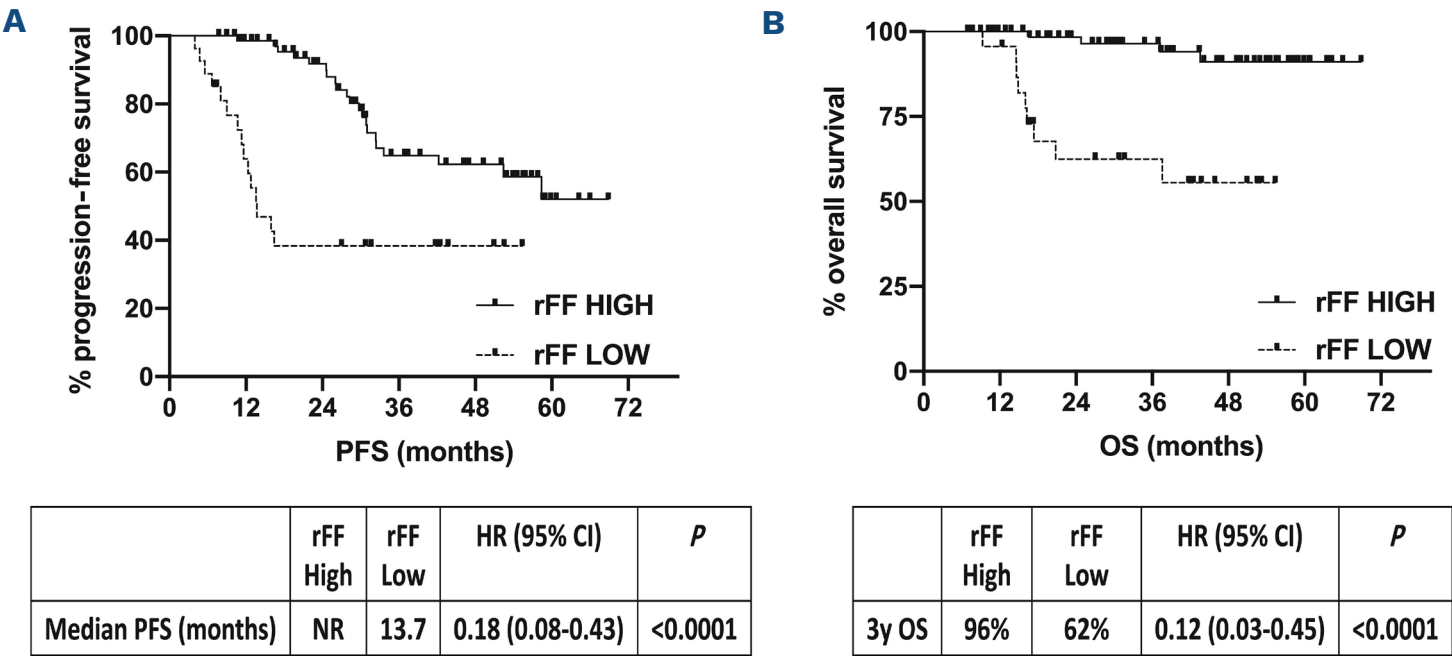 A
% progression-free survival
100
80
60
40
20
0
0 12 24 36 48 60 72
PFS (months)
rFF HIGH
rFF LOW
rFF High rFF Low HR (95% CI) P
Median PFS (months) NR 13.7 0.18 (0.08-0.43) <0.0001
B
% overall survival
100
75
50
25
0
0 12 24 36 48 60 72
OS (months)
rFF HIGH
rFF LOW
rFF High rFF Low HR (95% CI) P
3y OS 96% 62% 0.12 (0.03-0.45) <0.0001